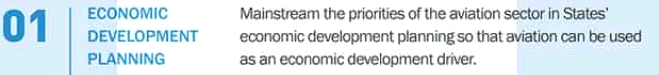 01
ECONOMIC
DEVELOPMENT
PLANNING
Mainstream the priorities of the aviation sector in States'
economic development planning so that aviation can be used
as an economic development driver.